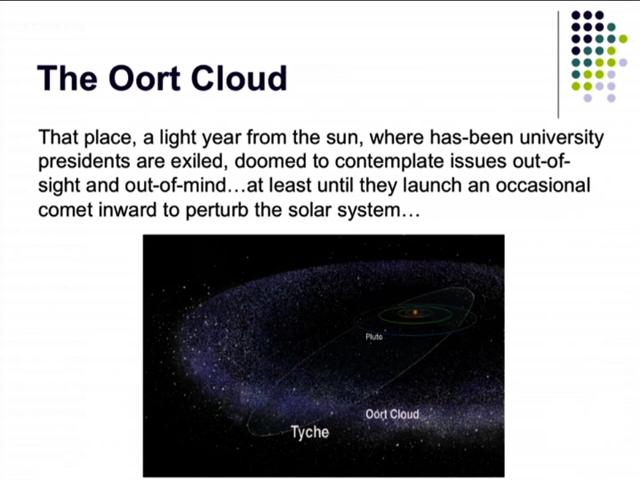 The Oort Cloud
That place, a light year from the sun, where has-been university
presidents are exiled, doomed to contemplate issues out-of-
sight and out-of-mind…at least until they launch an occasional
comet inward to perturb the solar system…
Pluto
Oort Cloud
Tyche